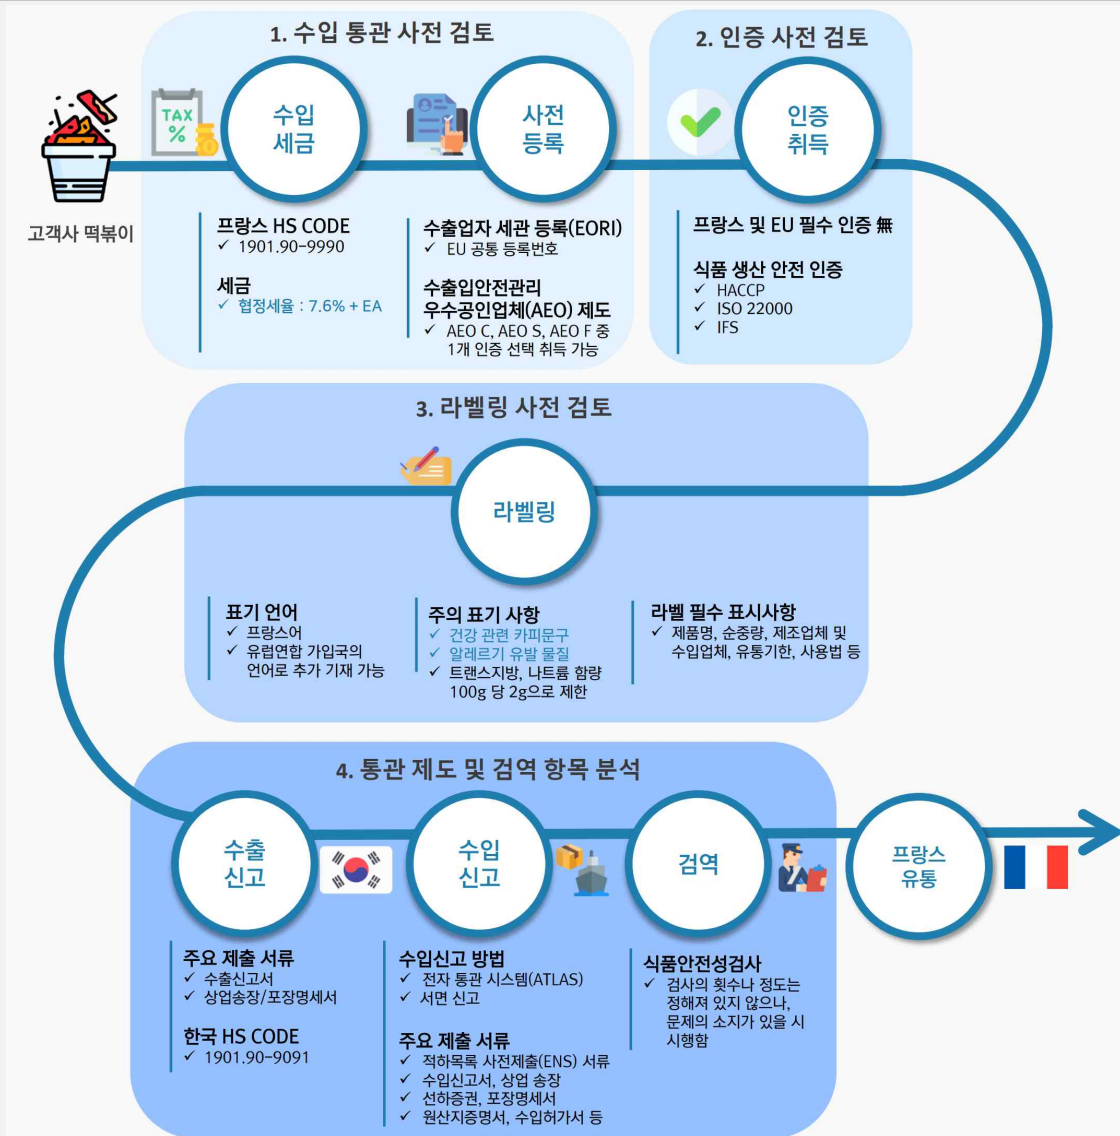 1. 수입 통관 사전 검토
TAX
%
수입
세금
사전
등록
고객사 떡볶이
프랑스 HS CODE
✓ 1901.90-9990
세금
✓ 협정세율 : 7.6% + EA
수출업자 세관 등록(EORI)
✓ EU 공통 등록번호
수출입안전관리
우수공인업체(AEO) 제도
✓ AEO C, AEO S, AEO F 중
1개 인증 선택 취득 가능
2. 인증 사전 검토
인증
취득
프랑스 및 EU 필수 인증 無
식품 생산 안전 인증
✓ HACCP
✓ ISO 22000
✓ IFS
3. 라벨링 사전 검토
라벨링
표기 언어
✓ 프랑스어
✓ 유럽연합 가입국의
언어로 추가 기재 가능
주의 표기 사항
✓ 건강 관련 카피문구
✓ 알레르기 유발 물질
✓ 트랜스지방, 나트륨 함량
100g 당 2g으로 제한
라벨 필수 표시사항
✓ 제품명, 순중량, 제조업체 및
수입업체, 유통기한, 사용법 등
4. 통관 제도 및 검역 항목 분석
수출
신고
수입
신고
검역
프랑스
유통
주요 제출 서류
✓ 수출신고서
✓ 상업송장/포장명세서
한국 HS CODE
✓ 1901.90-9091
수입신고 방법
✓ 전자 통관 시스템(ATLAS)
✓ 서면 신고
주요 제출 서류
✓ 적하목록 사전제출(ENS) 서류
✓ 수입신고서, 상업 송장
✓ 선하증권, 포장명세서
✓ 원산지증명서, 수입허가서 등
식품안전성검사
✓ 검사의 횟수나 정도는
정해져 있지 않으나,
문제의 소지가 있을 시
시행함